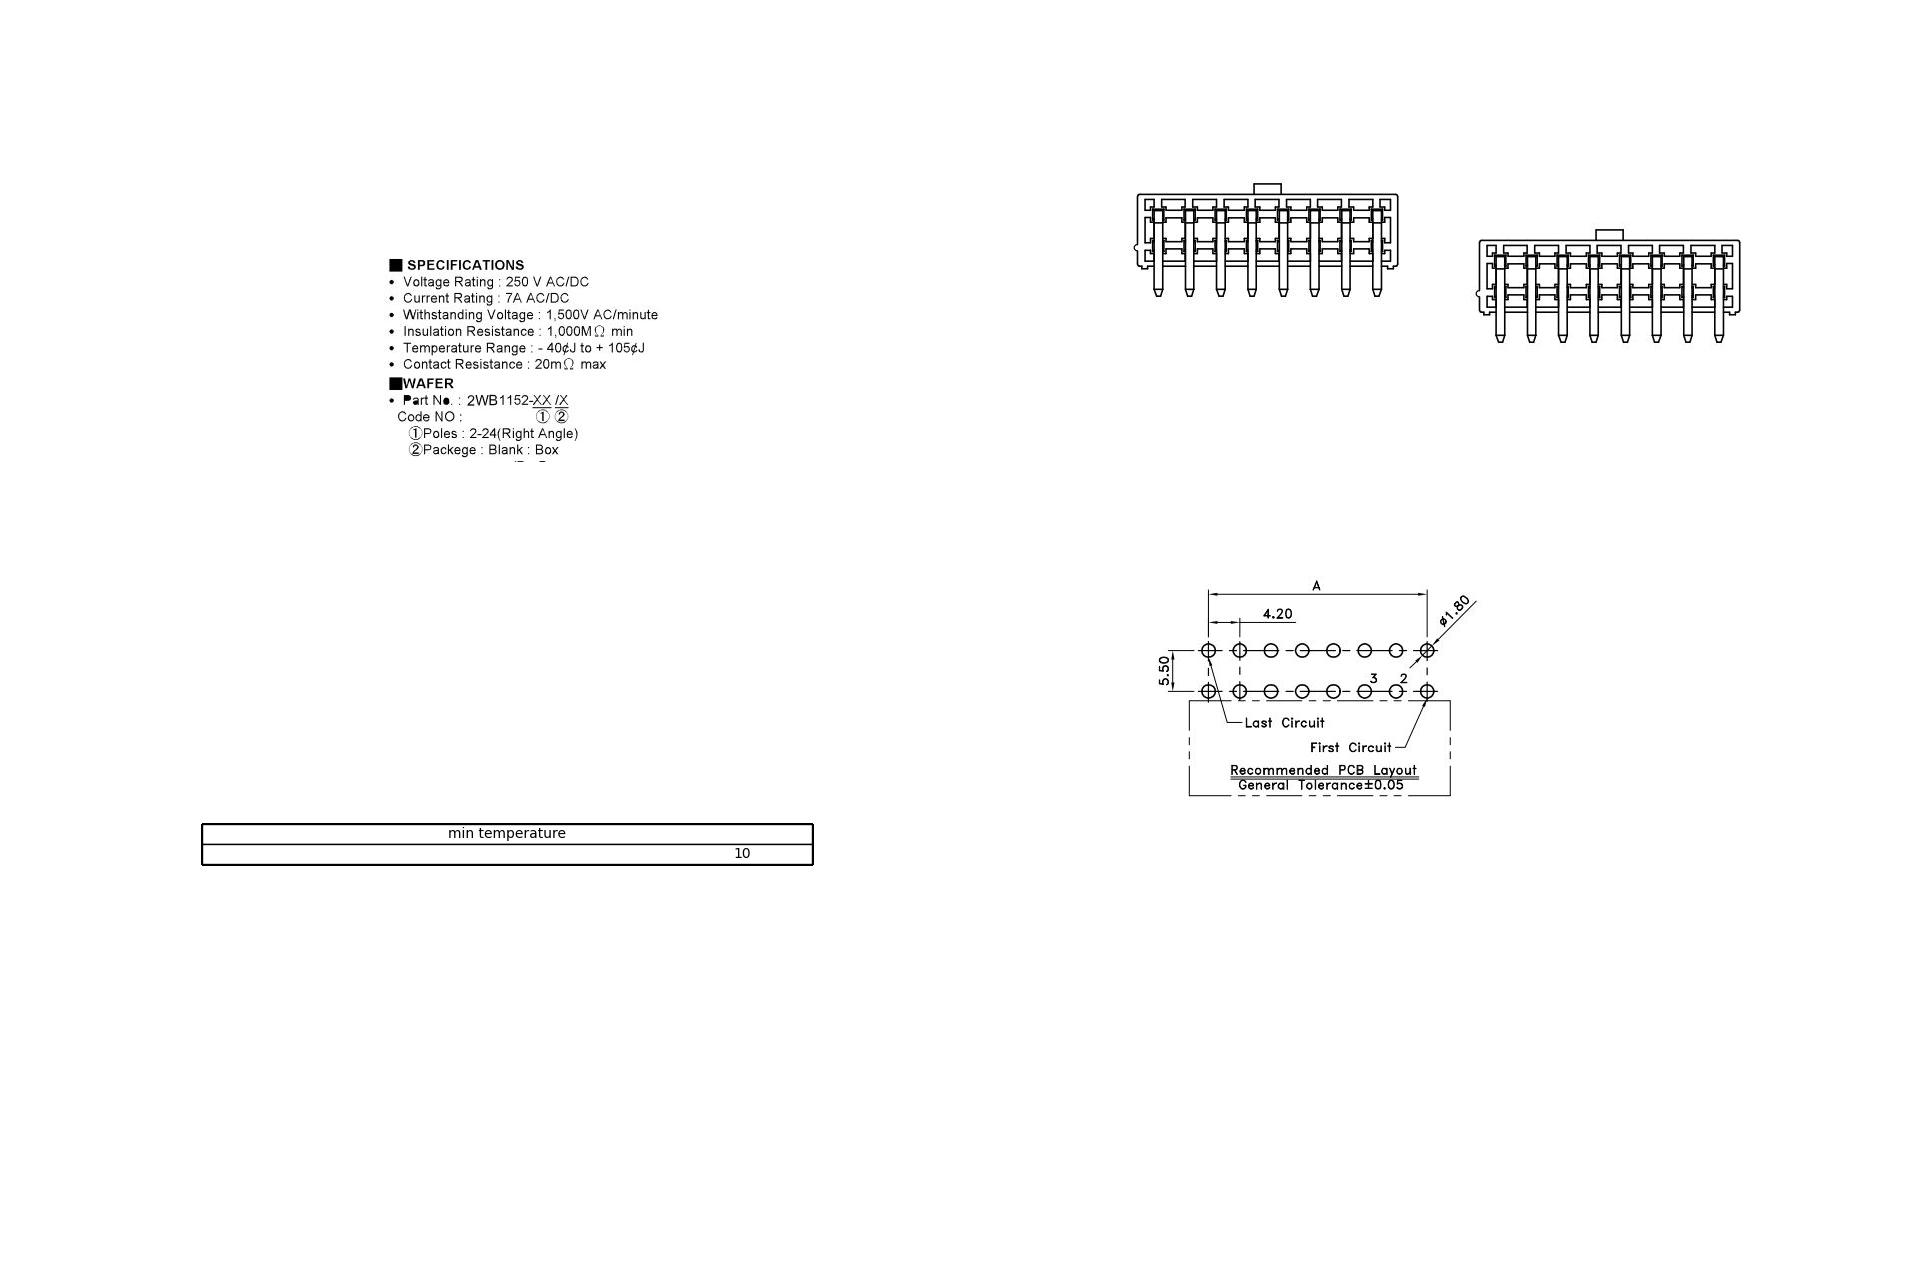 ■ SPECIFICATIONS
• Voltage Rating : 250 V AC/DC
• Current Rating : 7A AC/DC
• Withstanding Voltage : 1,500V AC/minute
• Insulation Resistance : 1,000MΩ min
• Temperature Range : - 40¢J to + 105¢J
• Contact Resistance : 20mΩ max
■WAFER
• Part No. : 2WB1152-XX /X
Code NO : ① ②
①Poles : 2-24(Right Angle)
②Packege : Blank : Box
A
4.20
ø1.80
5.50
3 2
Last Circuit
First Circuit
Recommended PCB Layout
General Tolerance±0.05
min temperature
10